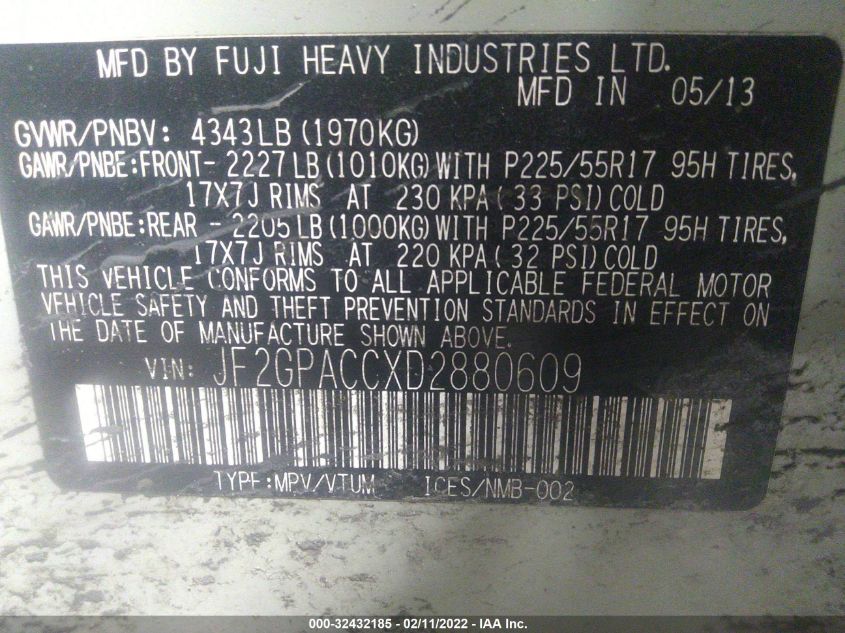 MFD BY FUJI HEAVY INDUSTRIES LTD.
MFD IN 05/13
GVWR/PNBV: 4343LB(1970KG)
GAWR/PNBE:FRONT- 2227LB(1010KG)WITH P225/55R17 95H TIRES,
17X7J RIMS AT 230 KPA(33 PSI)COLD
GAWR/PNBE:REAR - 2205LB(1000KG)WITH P225/55R17 95H TIRES,
17X7J RIMS AT 220 KPA(32 PSI)COLD
THIS VEHICLE CONFORMS TO ALL APPLICABLE FEDERAL MOTOR
VEHICLE SAFETY AND THEFT PREVENTION STANDARDS IN EFFECT ON
THE DATE OF MANUFACTURE SHOWN ABOVE.
VIN: JF2GPACCXD2880609
TYPE:MPV/VTUM ICES/NMB-002
000-32432185 - 02/11/2022 - IAA Inc.